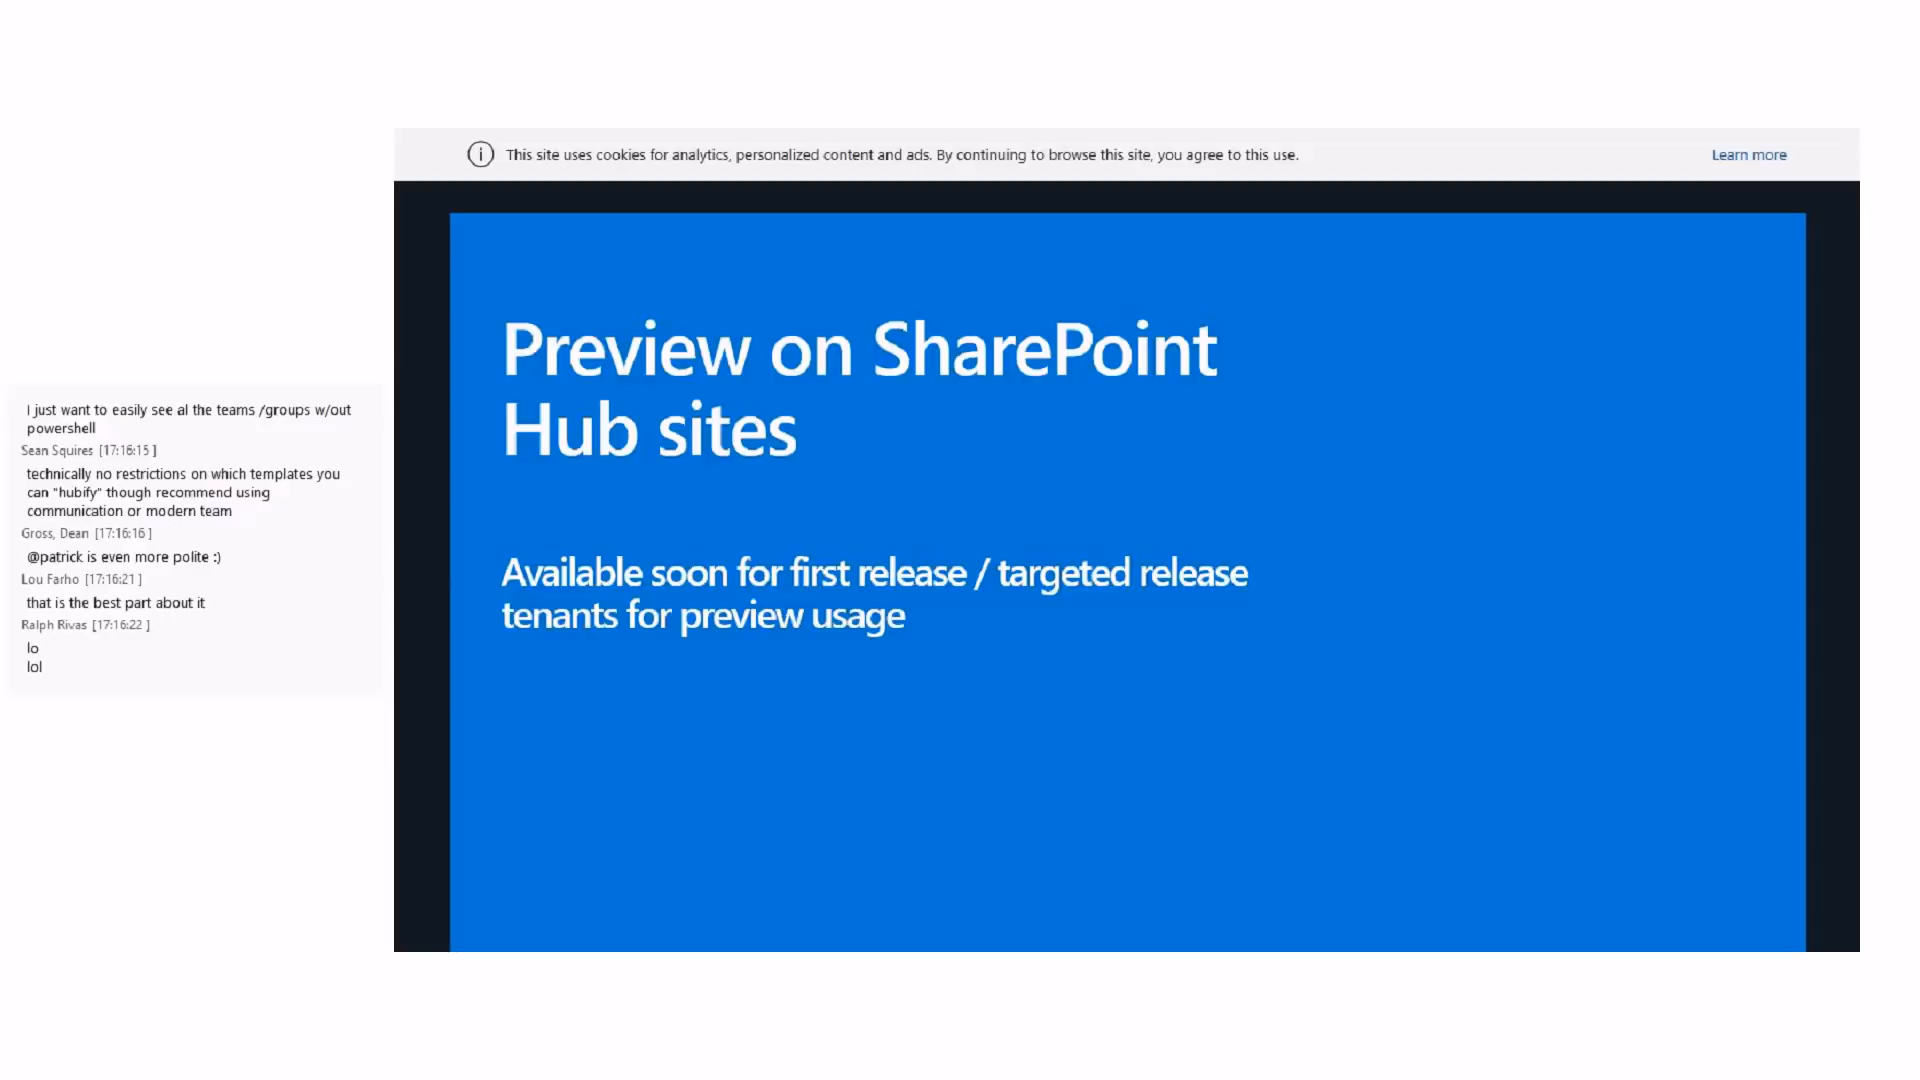 I just want to easily see al the teams /groups w/out
powershell
Sean Squires [17:16:15 ]
technically no restrictions on which templates you
can "hubify" though recommend using
communication or modern team
Gross, Dean [17:16:16 ]
@patrick is even more polite :)
Lou Farho [17:16:21 ]
that is the best part about it
Ralph Rivas [17:16:22 ]
lo
lol
This site uses cookies for analytics, personalized content and ads. By continuing to browse this site, you agree to this use.
Learn more
Preview on SharePoint
Hub sites
Available soon for first release / targeted release
tenants for preview usage